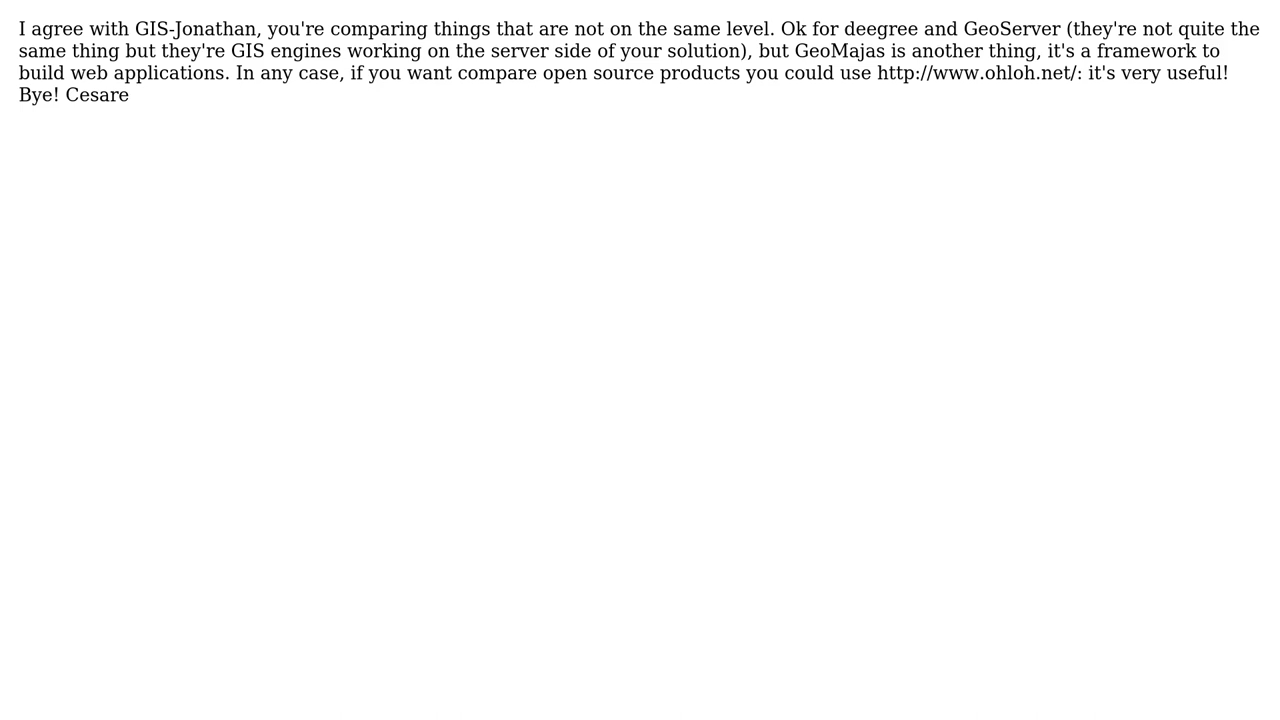 I agree with GIS-Jonathan, you're comparing things that are not on the same level. Ok for deegree and GeoServer (they're not quite the
same thing but they're GIS engines working on the server side of your solution), but GeoMajas is another thing, it's a framework to
build web applications. In any case, if you want compare open source products you could use http://www.ohloh.net/: it's very useful!
Bye! Cesare